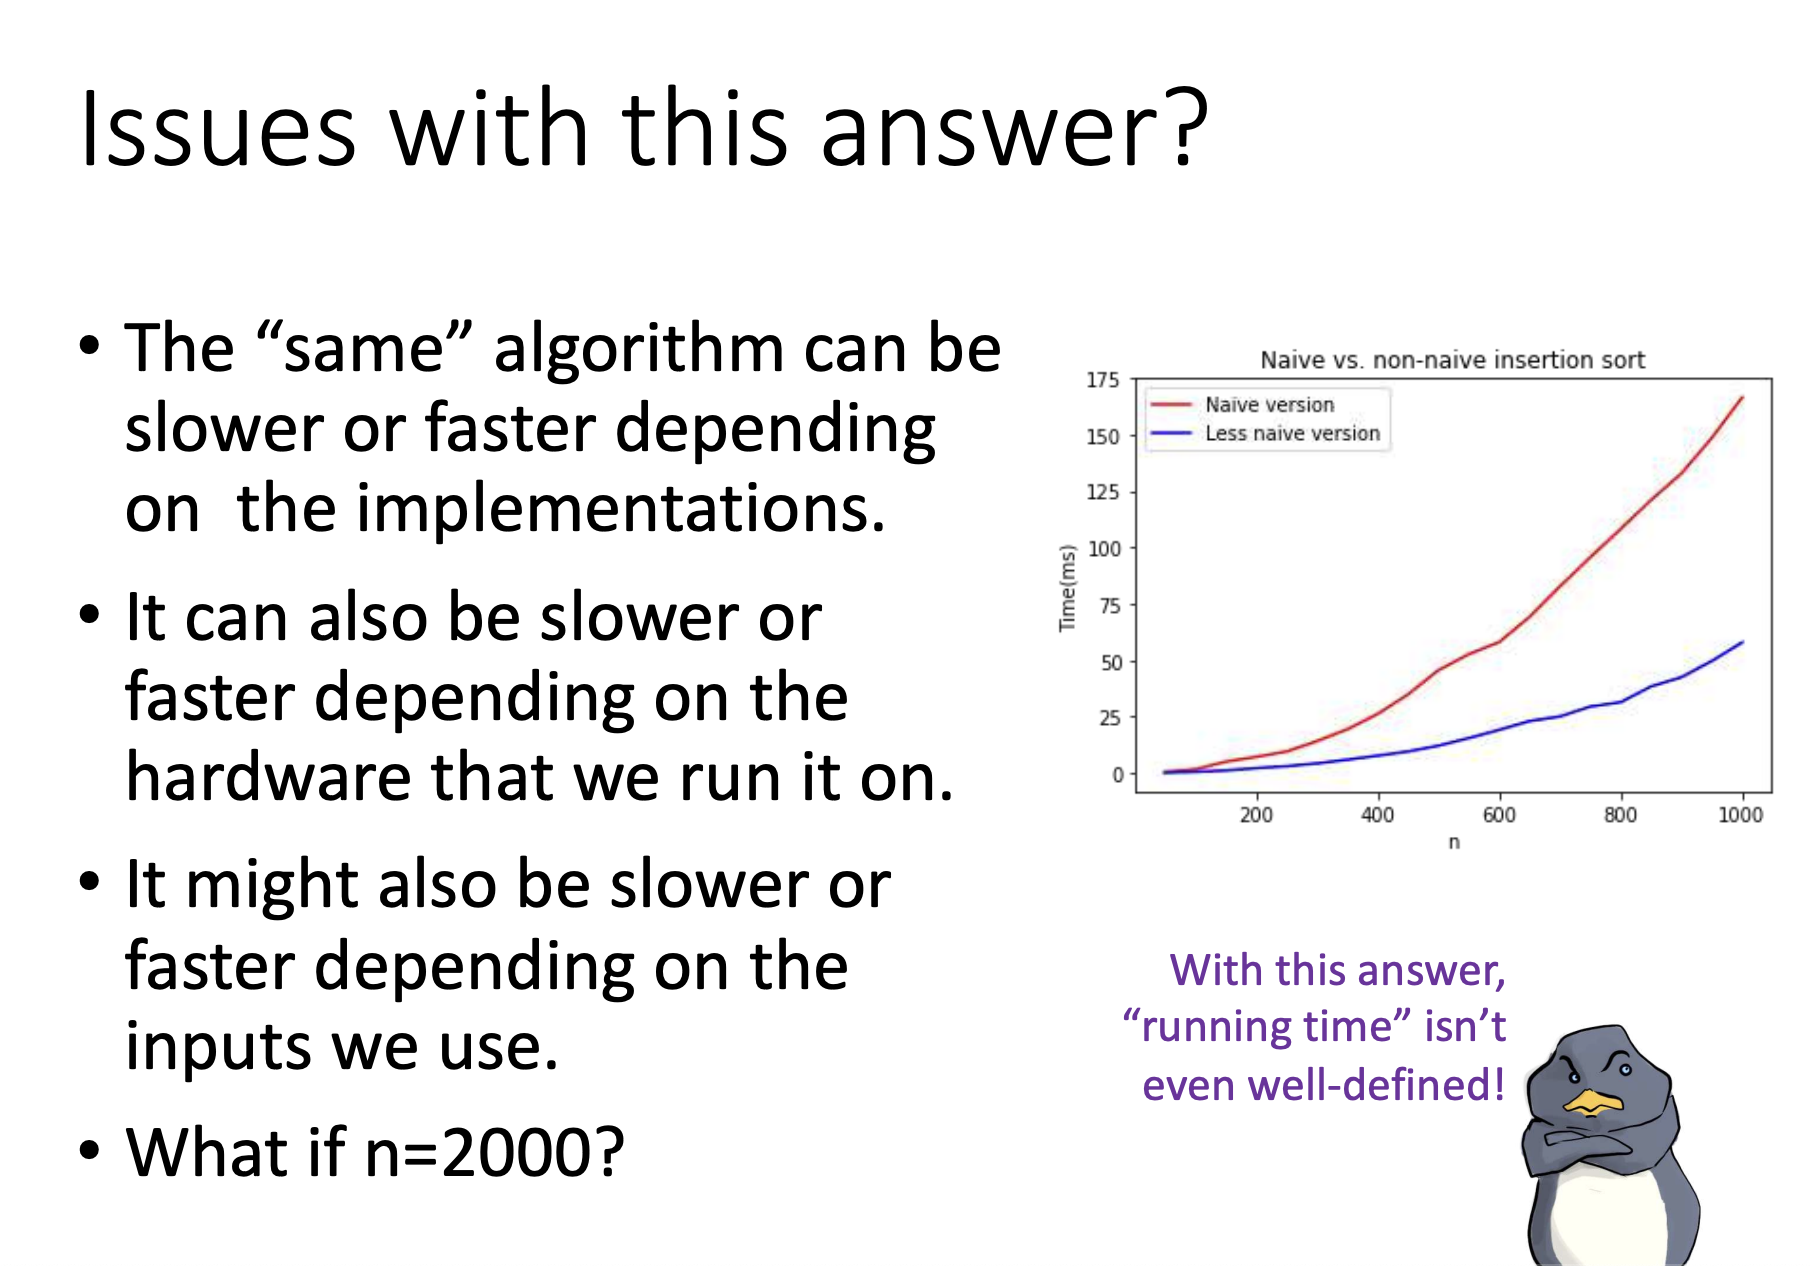 Issues with this answer?
• The “same” algorithm can be
slower or faster depending
on  the implementations.
• It can also be slower or
faster depending on the
hardware that we run it on.
• It might also be slower or
faster depending on the
inputs we use.
• What if n=2000?
Naive vs. non-naive insertion sort
Naive version
Less naive version
175
150
125
100
75
50
25
0
Time(ms)
200 400 600 800 1000
n
With this answer,
“running time” isn’t
even well-defined!